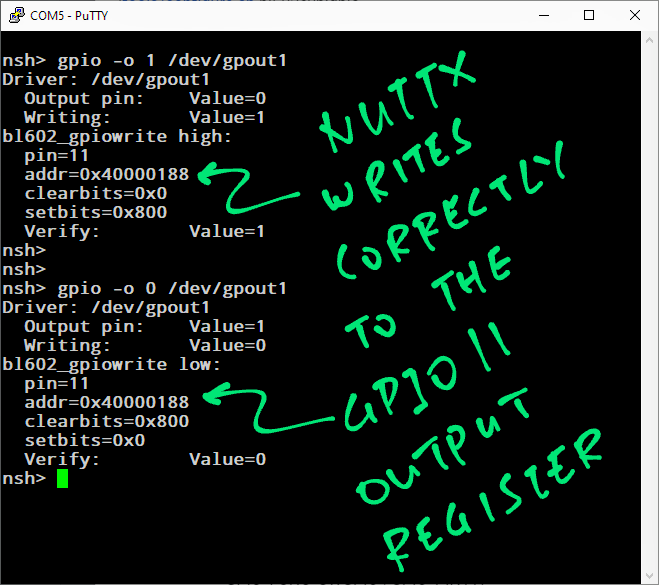 COM5 - PuTTY
nsh> gpio -o 1 /dev/gpout1
Driver: /dev/gpout1
  Output pin:    Value=0
  Writing:       Value=1
bl602_gpiowrite high:
  pin=11
  addr=0x40000188
  clearbits=0x0
  setbits=0x800
  Verify:        Value=1
nsh>
nsh>
nsh> gpio -o 0 /dev/gpout1
Driver: /dev/gpout1
  Output pin:    Value=1
  Writing:       Value=0
bl602_gpiowrite low:
  pin=11
  addr=0x40000188
  clearbits=0x800
  setbits=0x0
  Verify:        Value=0
nsh>
NUTTX
WRITES
CORRECTLY
TO THE
GPIO11
OUTPUT
REGISTER